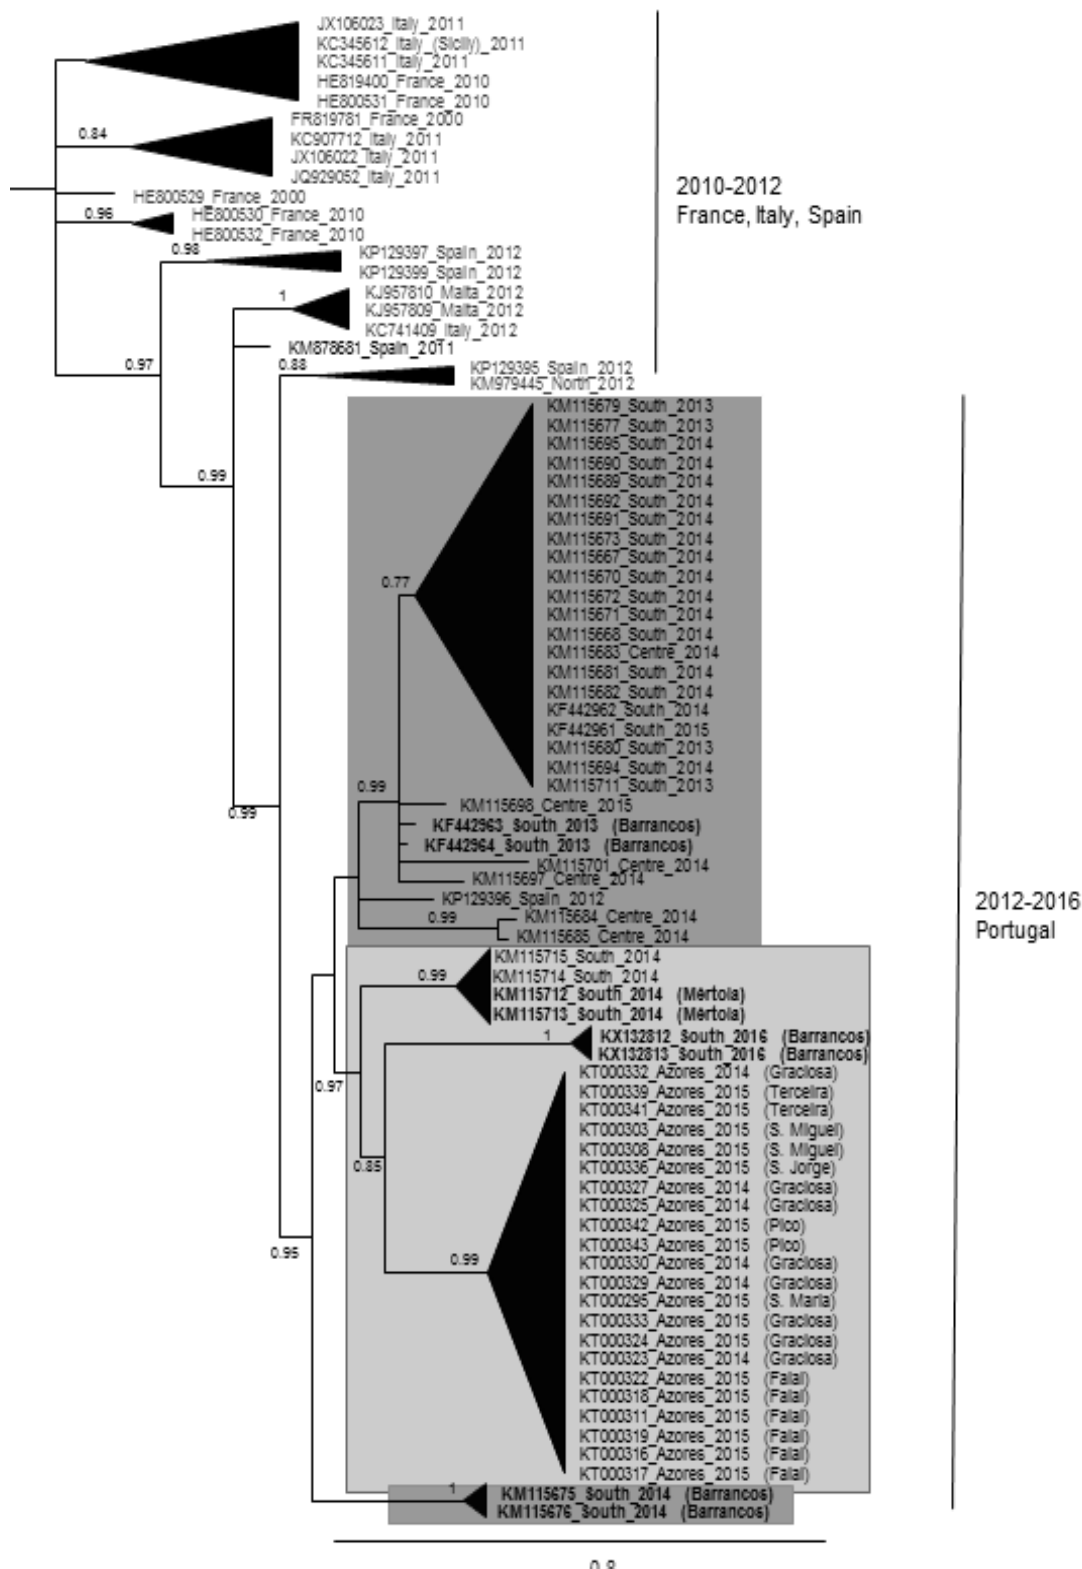 JX106023_Italy_2011
KC345612_Italy_(Sicily)_2011
KC345611_Italy_2011
HE819400_France_2010
HE800531_France_2010
FR819781_France_2000
0.84
KC907712_Italy_2011
JX106022_Italy_2011
JQ929052_Italy_2011
2010-2012
France, Italy, Spain
HE800529_France_2000
0.96
HE800530_France_2010
HE800532_France_2010
0.98
KP129397_Spain_2012
KP129399_Spain_2012
1
KJ957810_Malta_2012
KJ957809_Malta_2012
KC741409_Italy_2012
KM878681_Spain_2011
0.97
0.88
KP129395_Spain_2012
KM979445_North_2012
KM115679_South_2013
KM115677_South_2013
KM115695_South_2014
KM115690_South_2014
0.99
KM115689_South_2014
KM115692_South_2014
KM115691_South_2014
KM115673_South_2014
KM115667_South_2014
0.77
KM115670_South_2014
KM115672_South_2014
KM115671_South_2014
KM115668_South_2014
KM115683_Centre_2014
KM115681_South_2014
KM115682_South_2014
KF442962_South_2014
KF442961_South_2015
KM115680_South_2013
KM115694_South_2014
KM115711_South_2013
0.99
0.99
KM115698_Centre_2015
KF442963_South_2013 (Barrancos)
KF442964_South_2013 (Barrancos)
KM115701_Centre_2014
KM115697_Centre_2014
KP129396_Spain_2012
0.99
KM115684_Centre_2014
KM115685_Centre_2014
2012-2016
Portugal
KM115715_South_2014
0.99
KM115714_South_2014
KM115712_South_2014 (Mértola)
KM115713_South_2014 (Mértola)
1
KX132812_South_2016 (Barrancos)
KX132813_South_2016 (Barrancos)
KT000332_Azores_2014 (Graciosa)
0.97
KT000339_Azores_2015 (Terceira)
KT000341_Azores_2015 (Terceira)
KT000303_Azores_2015 (S. Miguel)
KT000308_Azores_2015 (S. Miguel)
0.85
KT000336_Azores_2015 (S. Jorge)
KT000327_Azores_2014 (Graciosa)
KT000325_Azores_2014 (Graciosa)
KT000342_Azores_2015 (Pico)
KT000343_Azores_2015 (Pico)
0.95
0.99
KT000330_Azores_2014 (Graciosa)
KT000329_Azores_2014 (Graciosa)
KT000295_Azores_2015 (S. Maria)
KT000333_Azores_2015 (Graciosa)
KT000324_Azores_2015 (Graciosa)
KT000323_Azores_2014 (Graciosa)
KT000322_Azores_2015 (Faial)
KT000318_Azores_2015 (Faial)
KT000311_Azores_2015 (Faial)
KT000319_Azores_2015 (Faial)
KT000316_Azores_2015 (Faial)
KT000317_Azores_2015 (Faial)
1
KM115675_South_2014 (Barrancos)
KM115676_South_2014 (Barrancos)